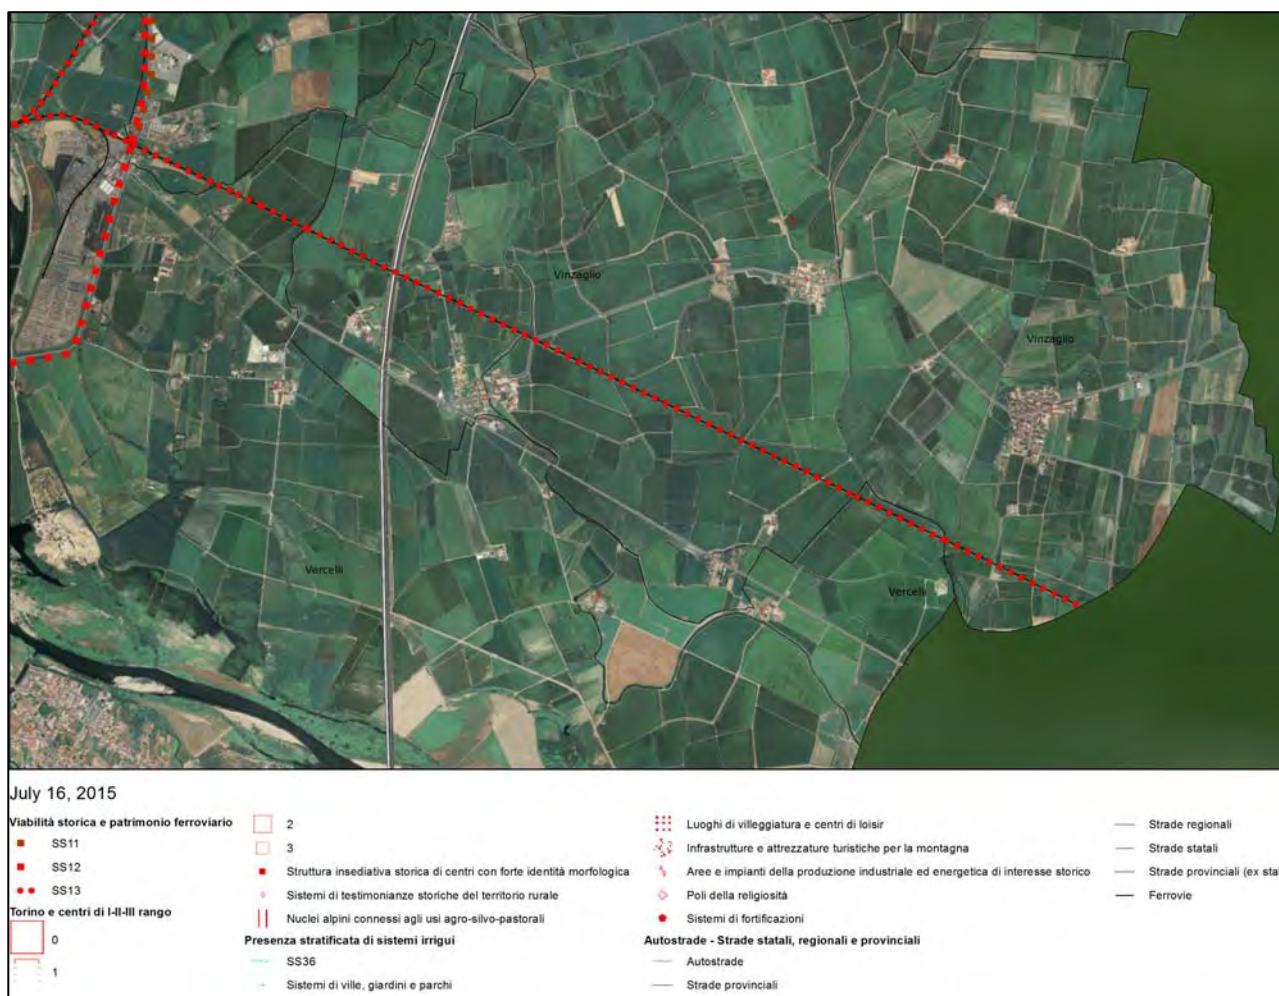 Vinzaglio
Vinzaglio
Vercelli
Vercelli
July 16, 2015
Viabilità storica e patrimonio ferroviario
SS11
SS12
SS13
Torino e centri di I-II-III rango
0
1
2
3
Struttura insediativa storica di centri con forte identità morfologica
Sistemi di testimonianze storiche del territorio rurale
Nuclei alpini connessi agli usi agro-silvo-pastorali
Presenza stratificata di sistemi irrigui
SS36
Sistemi di ville, giardini e parchi
Luoghi di villeggiatura e centri di loisir
Infrastrutture e attrezzature turistiche per la montagna
Aree e impianti della produzione industriale ed energetica di interesse storico
Poli della religiosità
Sistemi di fortificazioni
Autostrade - Strade statali, regionali e provinciali
Autostrade
Strade provinciali
Strade regionali
Strade statali
Strade provinciali (ex sta
Ferrovie